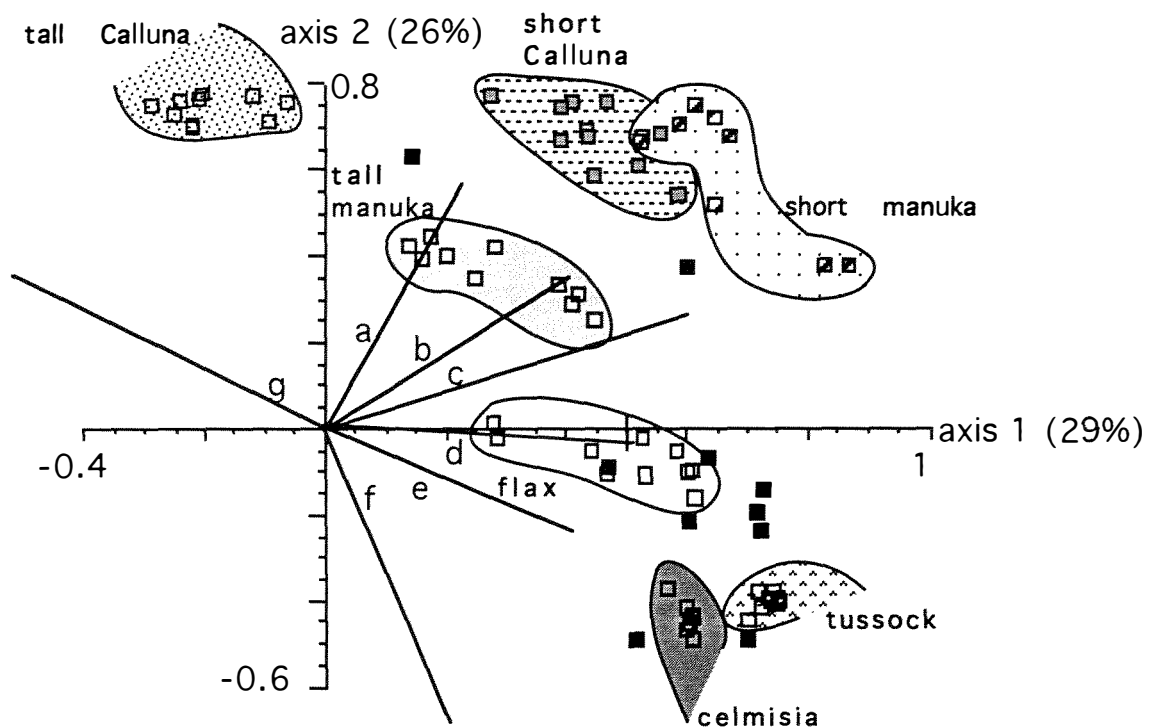 tall Calluna
axis 2 (26%)
short
Calluna
0.8
tall
manuka
short manuka
a
b
c
g
axis 1 (29%)
-0.4
1
d
e
f
flax
tussock
-0.6
celmisia